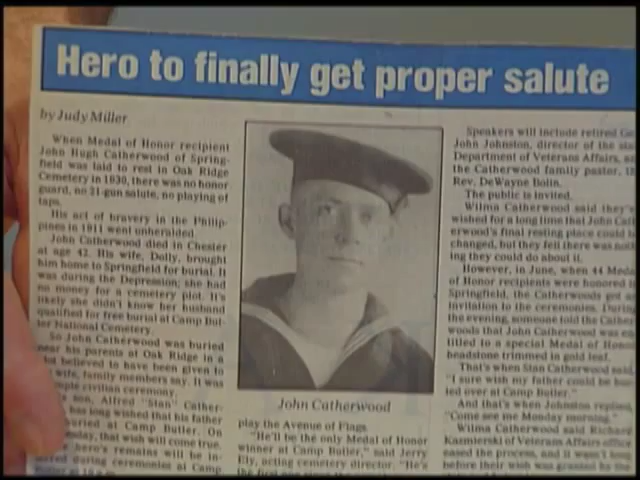 Hero to finally get proper salute
by Judy Miller
When Medal of Honor recipient
John Hugh Catherwood of Spring-
field was laid to rest in Oak Ridge
Cemetery in 1930, there was no honor
guard, no 21-gun salute, no playing of
taps.
His act of bravery in the Philip-
pines in 1911 went unheralded.
John Catherwood died in Chester
at age 42. His wife, Dolly, brought
him home to Springfield for burial. It
was during the Depression; she had
no money for a cemetery plot. It's
likely she didn't know her husband
qualified for free burial at Camp But-
ler National Cemetery.
So John Catherwood was buried
near his parents at Oak Ridge in a
believed to have been given to
wife, family members say. It was
ple civilian ceremony.
son, Alfred "Stan" Cather-
has long wished that his father
buried at Camp Butler. On
day, that wish will come true.
hero's remains will be in-
during ceremonies at Camp
John Catherwood
play the Avenue of Flags.
"He'll be the only Medal of Honor
winner at Camp Butler," said Jerry
Ely, acting cemetery director. "He's
Speakers will include retired
John Johnston, director of the
Department of Veterans Affairs,
the Catherwood family pastor,
Rev. DeWayne Bolin.
The public is invited.
Wilma Catherwood said they
wished for a long time that John
erwood's final resting place could
changed, but they felt there was
ing they could do about it.
However, in June, when 44
of Honor recipients were honored
Springfield, the Catherwoods got
invitation to the ceremonies. During
the evening, someone told the
woods that John Catherwood was
titled to a special Medal of Honor
headstone trimmed in gold leaf.
That's when Stan Catherwood said,
"I sure wish my father could be
ied over at Camp Butler."
And that's when Johnston replied,
"Come see me Monday morning."
Wilma Catherwood said Richard
Kazmierski of Veterans Affairs office
eased the process, and it wasn't long
before their wish was granted